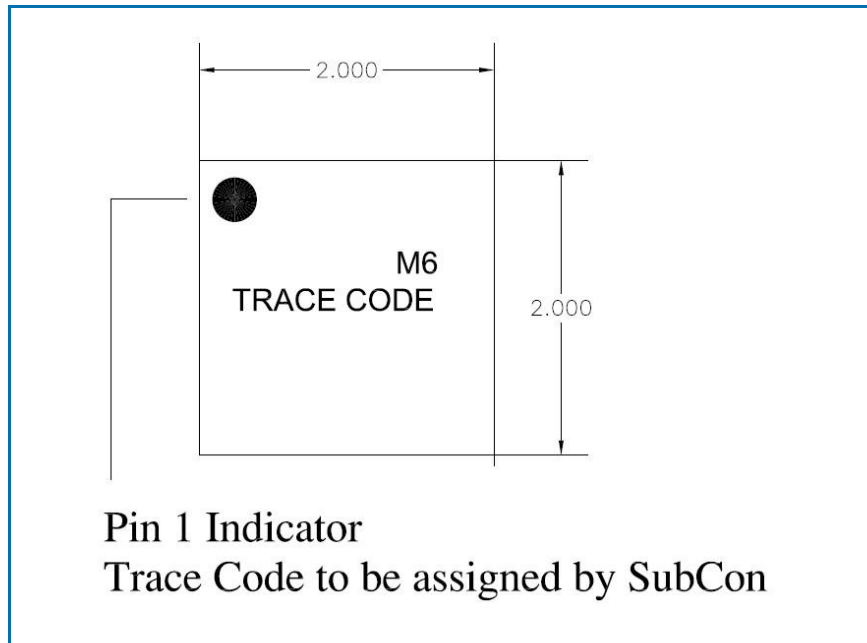 2.000
M6
TRACE CODE
2.000
Pin 1 Indicator
Trace Code to be assigned by SubCon